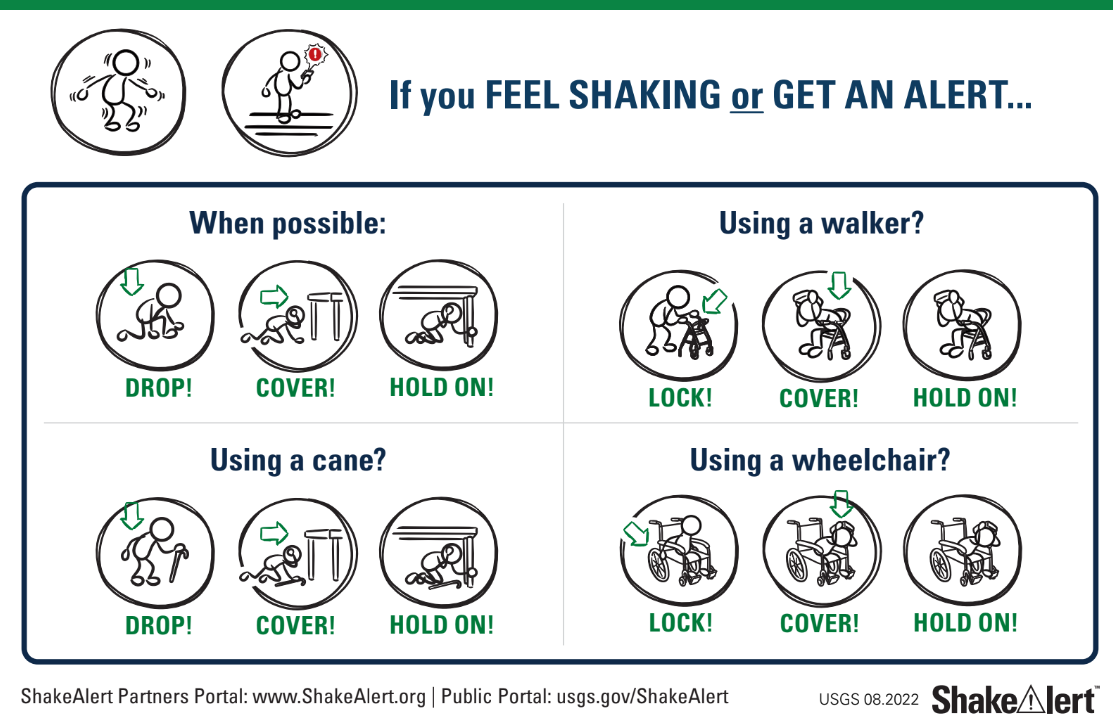 If you FEEL SHAKING or GET AN ALERT...
When possible:
DROP! COVER! HOLD ON!
Using a walker?
LOCK! COVER! HOLD ON!
Using a cane?
DROP! COVER! HOLD ON!
Using a wheelchair?
LOCK! COVER! HOLD ON!
ShakeAlert Partners Portal: www.ShakeAlert.org | Public Portal: usgs.gov/ShakeAlert
USGS 08.2022 ShakeAlert™